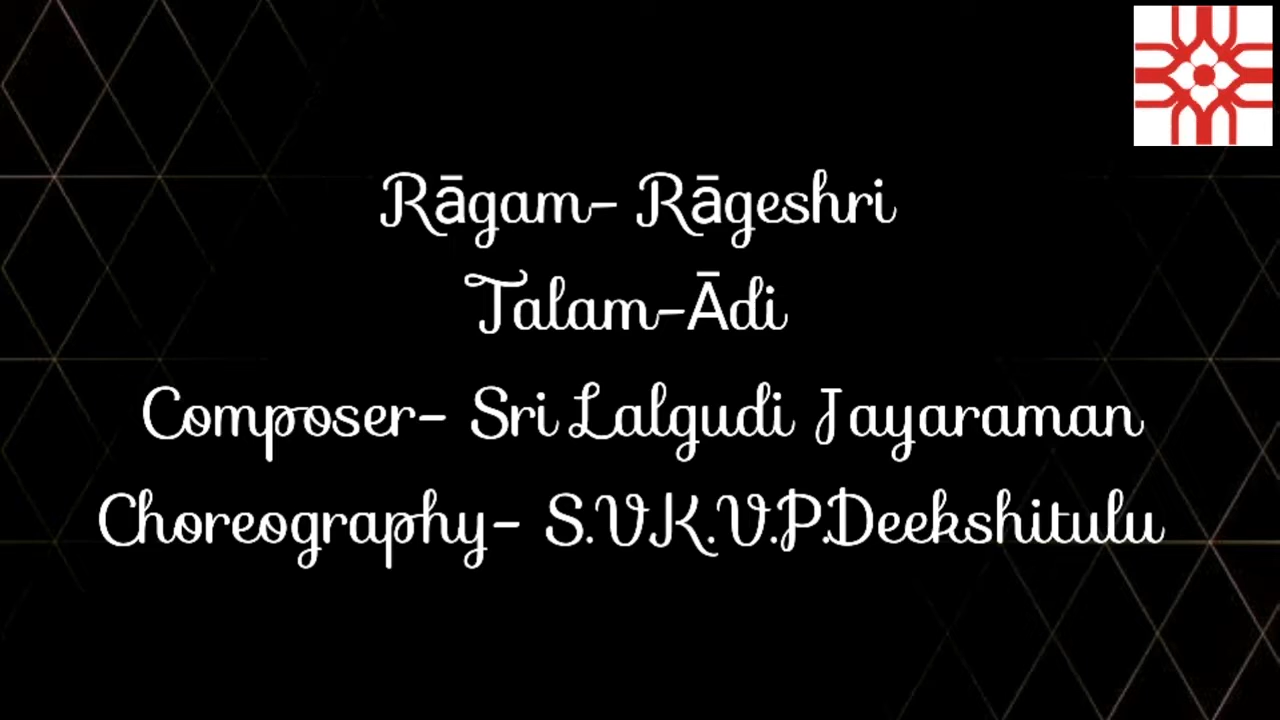 Rāgam- Rāgeshri
Talam-Ādi
Composer- Sri Lalgudi Jayaraman
Choreography- S.V.K.V.P.Deekshitulu